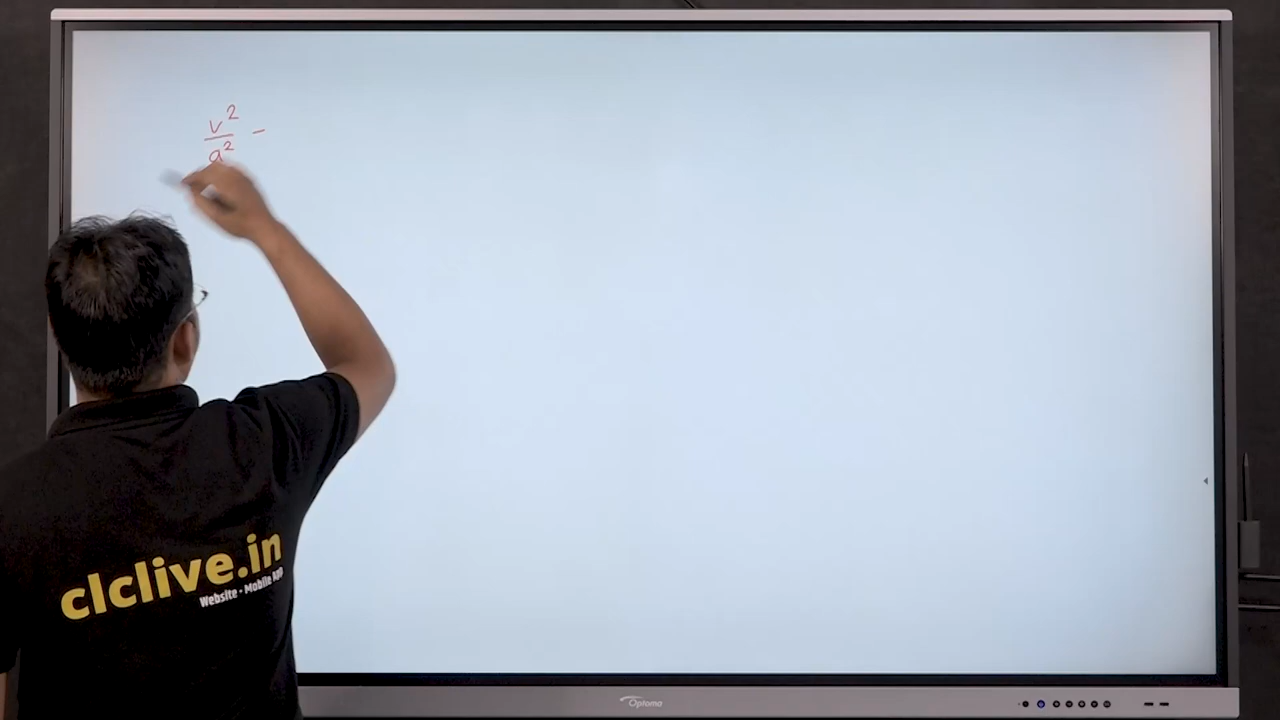 v²/a² -
clclive.in
Website • Mobile App
Optoma